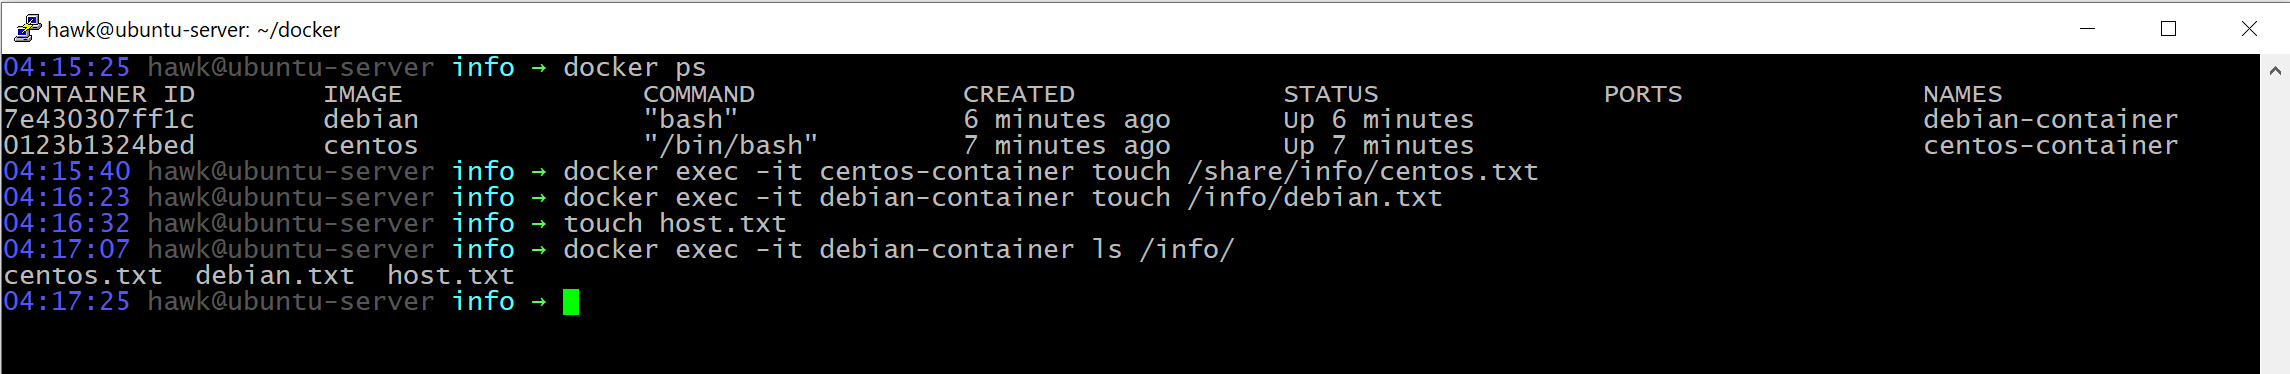 hawk@ubuntu-server: ~/docker
04:15:25 hawk@ubuntu-server info → docker ps
CONTAINER ID        IMAGE               COMMAND             CREATED             STATUS              PORTS               NAMES
7e430307ff1c        debian              "bash"              6 minutes ago       Up 6 minutes                            debian-container
0123b1324bed        centos              "/bin/bash"         7 minutes ago       Up 7 minutes                            centos-container
04:15:40 hawk@ubuntu-server info → docker exec -it centos-container touch /share/info/centos.txt
04:16:23 hawk@ubuntu-server info → docker exec -it debian-container touch /info/debian.txt
04:16:32 hawk@ubuntu-server info → touch host.txt
04:17:07 hawk@ubuntu-server info → docker exec -it debian-container ls /info/
centos.txt  debian.txt  host.txt
04:17:25 hawk@ubuntu-server info →